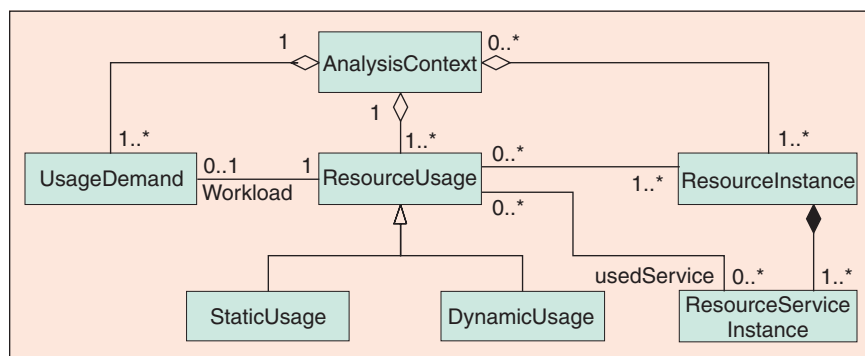 1
AnalysisContext
0..*
1
1..*
1..*
1..*
UsageDemand
0..1
Workload
1
ResourceUsage
0..*
0..*
1..*
ResourceInstance
StaticUsage
DynamicUsage
usedService
0..*
1..*
ResourceService
Instance